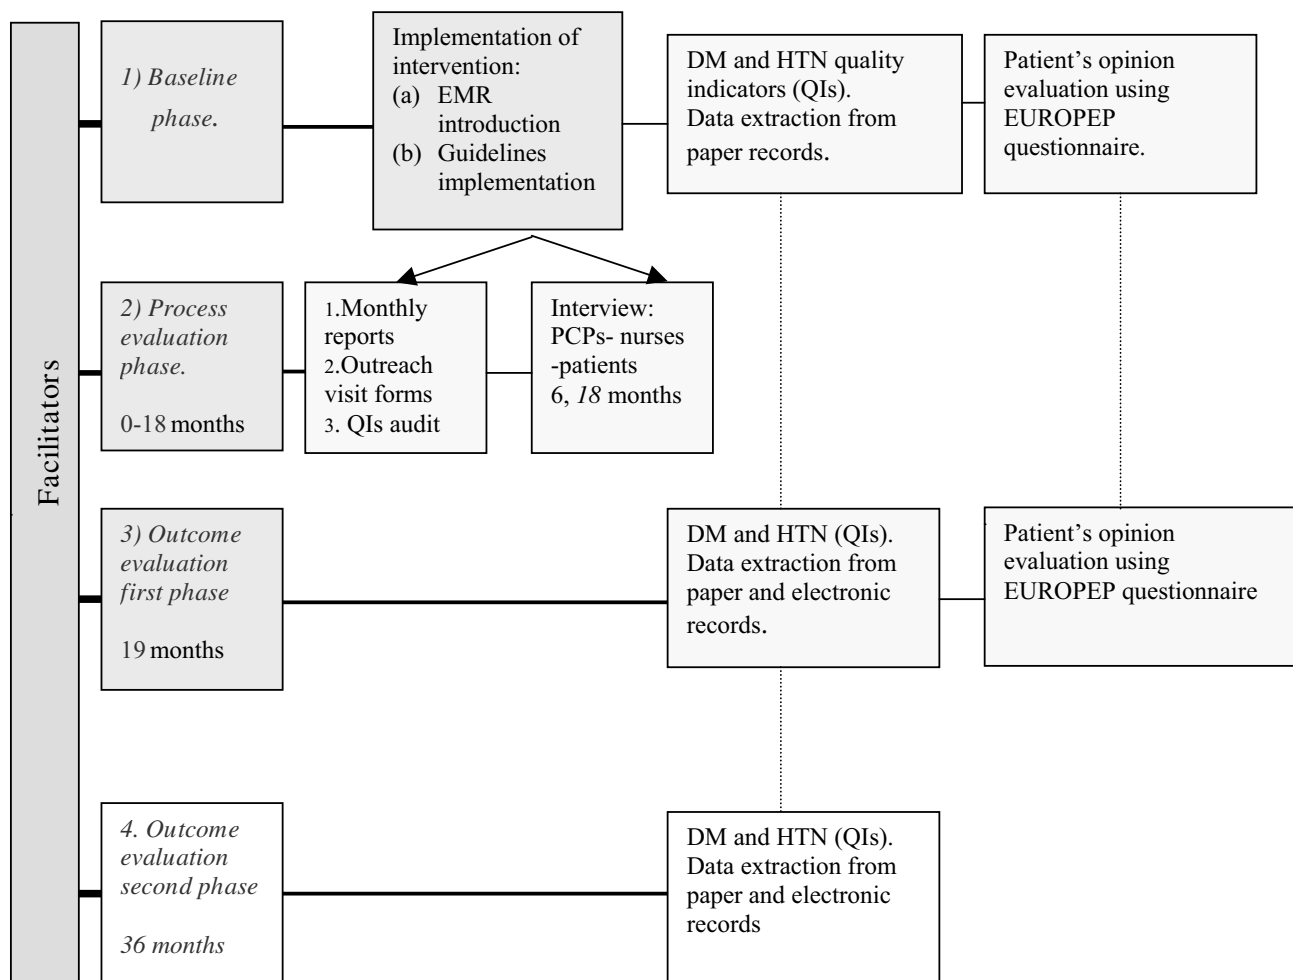 Facilitators
1) Baseline
phase.
Implementation of
intervention:
(a) EMR
introduction
(b) Guidelines
implementation
DM and HTN quality
indicators (QIs).
Data extraction from
paper records.
Patient’s opinion
evaluation using
EUROPEP
questionnaire.
2) Process
evaluation
phase.
0-18 months
1.Monthly
reports
2.Outreach
visit forms
3. QIs audit
Interview:
PCPs- nurses
-patients
6, 18 months
3) Outcome
evaluation
first phase
19 months
DM and HTN (QIs).
Data extraction from
paper and electronic
records.
Patient’s opinion
evaluation using
EUROPEP questionnaire
4. Outcome
evaluation
second phase
36 months
DM and HTN (QIs).
Data extraction from
paper and electronic
records